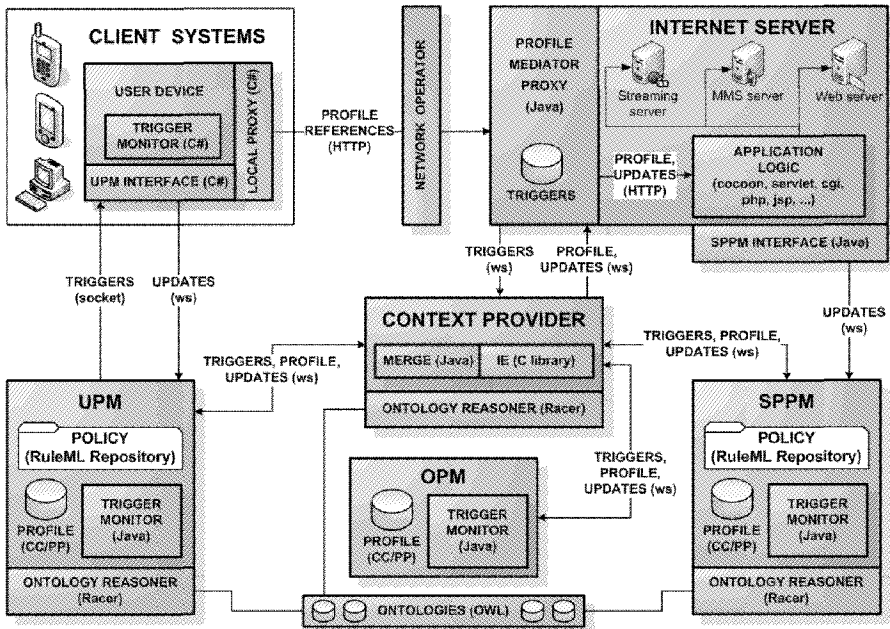 CLIENT SYSTEMS
USER DEVICE
TRIGGER
MONITOR (C#)
UPM INTERFACE (C#)
LOCAL PROXY (C#)
PROFILE
REFERENCES
(HTTP)
NETWORK OPERATOR
PROFILE
MEDIATOR
PROXY
(Java)
TRIGGERS
INTERNET SERVER
Streaming
server
MMS server
Web server
PROFILE,
UPDATES
(HTTP)
APPLICATION
LOGIC
(cocoon, servlet, cgi,
php, jsp, ...)
SPPM INTERFACE (Java)
TRIGGERS
(socket)
UPDATES
(ws)
TRIGGERS
(ws)
PROFILE,
UPDATES (ws)
UPDATES
(ws)
CONTEXT PROVIDER
MERGE (Java)
IE (C library)
ONTOLOGY REASONER (Racer)
TRIGGERS, PROFILE,
UPDATES (ws)
TRIGGERS, PROFILE,
UPDATES (ws)
UPM
POLICY
(RuleML Repository)
PROFILE
(CC/PP)
TRIGGER
MONITOR
(Java)
ONTOLOGY REASONER
(Racer)
OPM
PROFILE
(CC/PP)
TRIGGER
MONITOR
(Java)
TRIGGERS,
PROFILE,
UPDATES (ws)
SPPM
POLICY
(RuleML Repository)
PROFILE
(CC/PP)
TRIGGER
MONITOR
(Java)
ONTOLOGY REASONER
(Racer)
ONTOLOGIES (OWL)